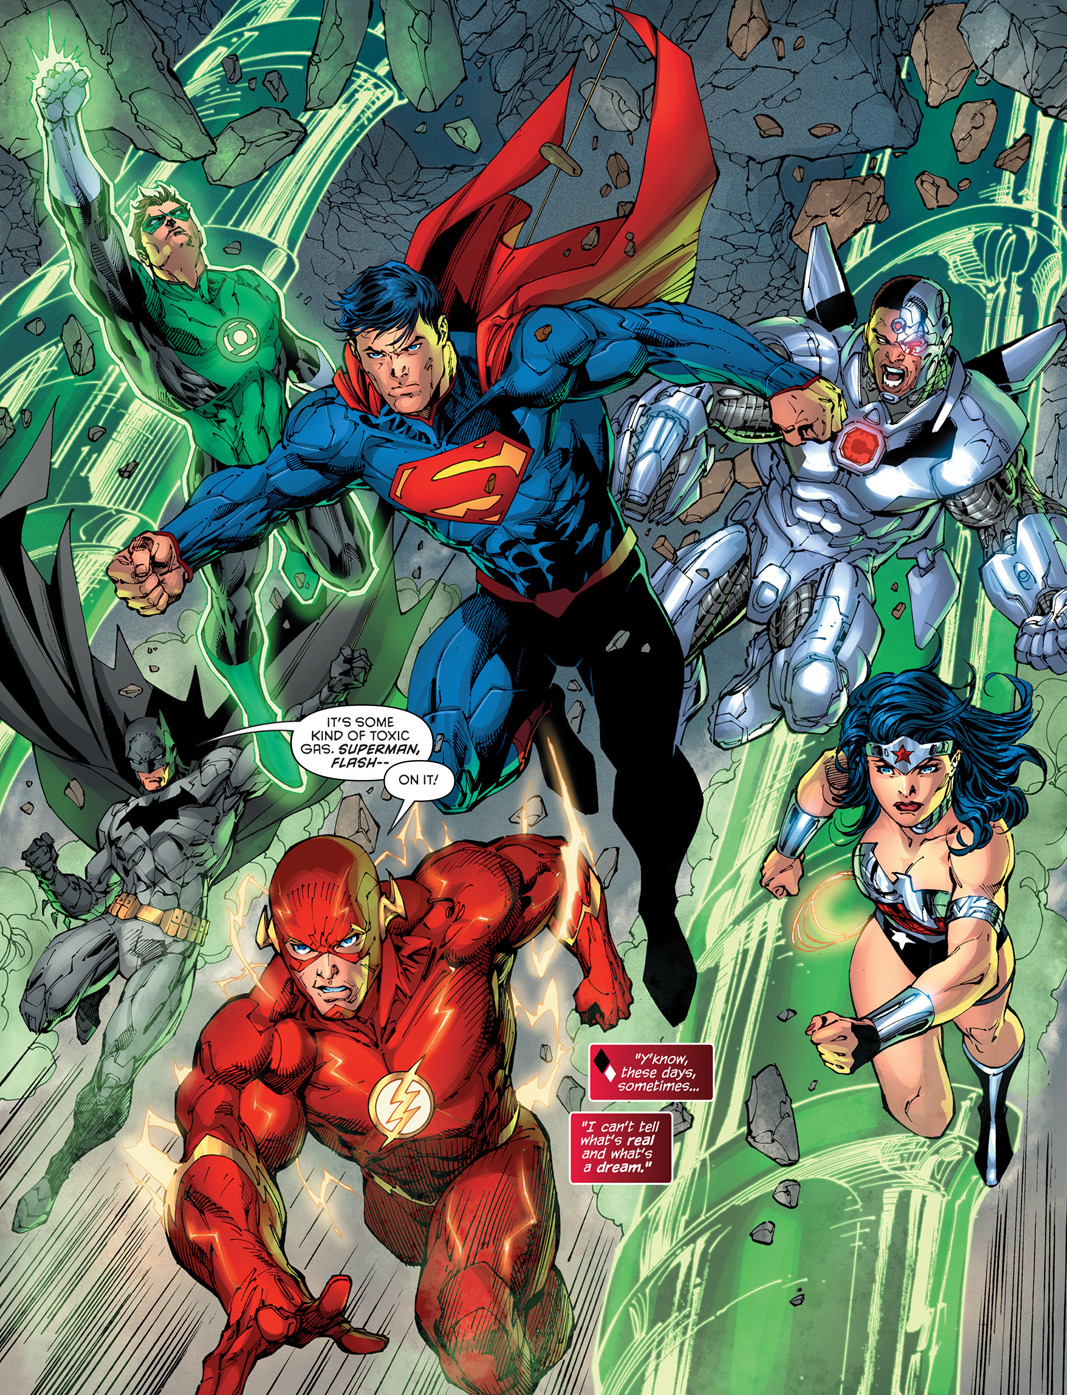 IT'S SOME
KIND OF TOXIC
GAS. SUPERMAN,
FLASH--
ON IT!
"Y'know,
these days,
sometimes...
"I can't tell
what's real
and what's
a dream."